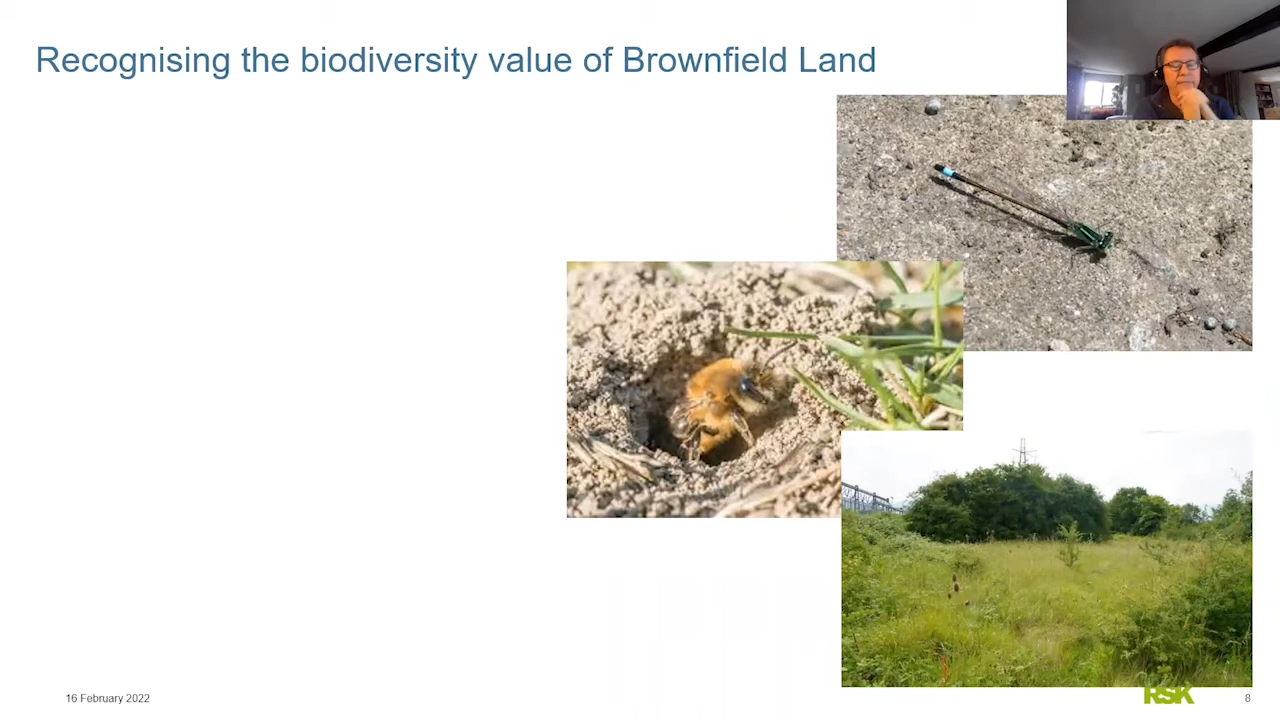 Recognising the biodiversity value of Brownfield Land
16 February 2022
RSK
8